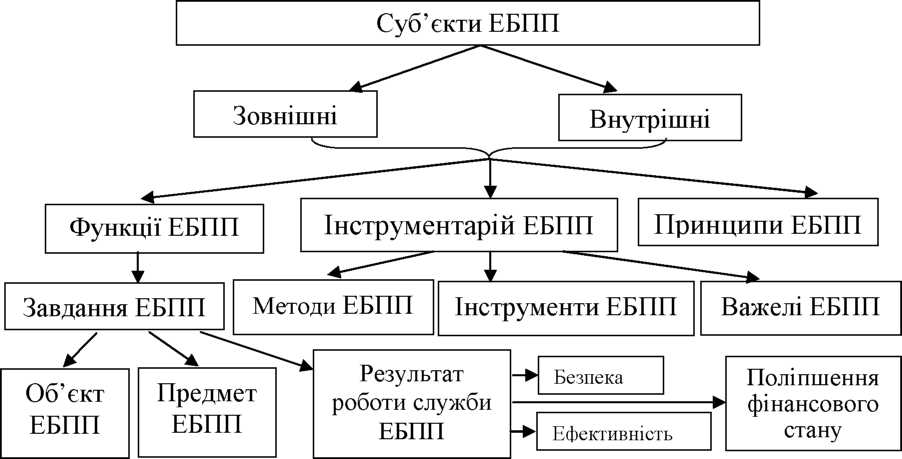 Суб’єкти ЕБПП
Зовнішні
Внутрішні
Функції ЕБПП
Інструментарій ЕБПП
Принципи ЕБПП
Завдання ЕБПП
Методи ЕБПП
Інструменти ЕБПП
Важелі ЕБПП
Об’єкт
ЕБПП
Предмет
ЕБПП
Результат
роботи служби
ЕБПП
Безпека
Ефективність
Поліпшення
фінансового
стану